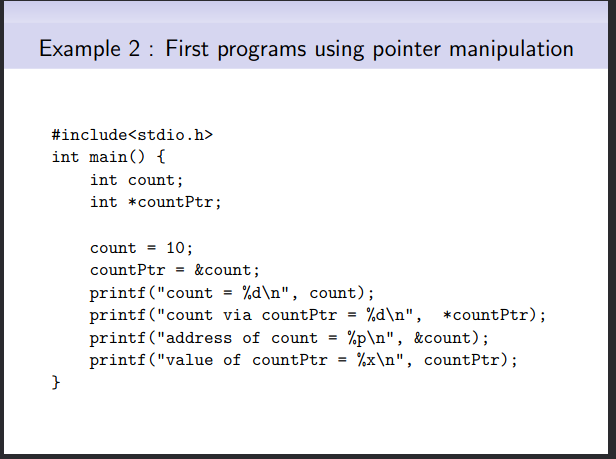 Example 2 : First programs using pointer manipulation
#include<stdio.h>
int main() {
    int count;
    int *countPtr;

    count = 10;
    countPtr = &count;
    printf("count = %d\n", count);
    printf("count via countPtr = %d\n",  *countPtr);
    printf("address of count = %p\n", &count);
    printf("value of countPtr = %x\n", countPtr);
}